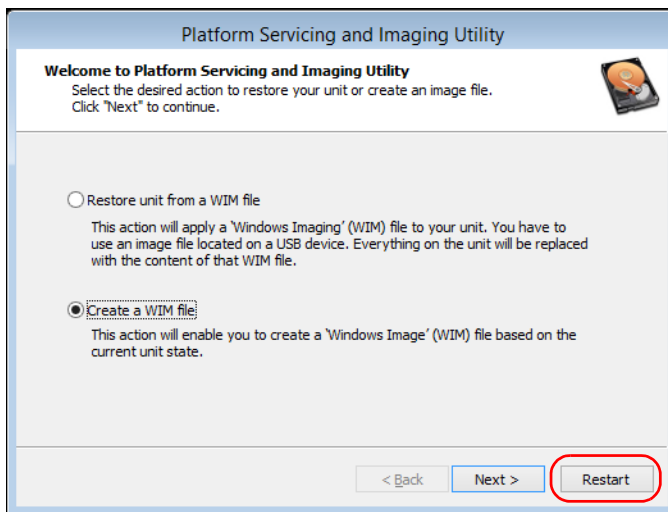 Platform Servicing and Imaging Utility
Welcome to Platform Servicing and Imaging Utility
Select the desired action to restore your unit or create an image file.
Click "Next" to continue.
Restore unit from a WIM file
This action will apply a 'Windows Imaging' (WIM) file to your unit. You have to
use an image file located on a USB device. Everything on the unit will be replaced
with the content of that WIM file.
Create a WIM file
This action will enable you to create a 'Windows Image' (WIM) file based on the
current unit state.
< Back Next > Restart